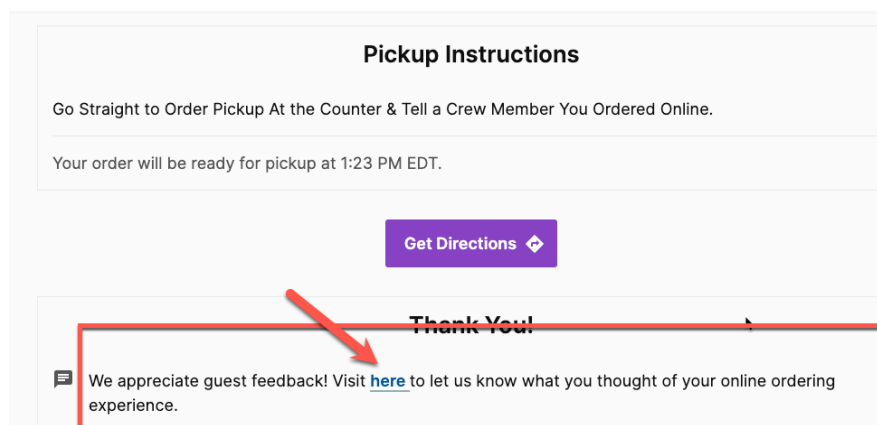 Pickup Instructions
Go Straight to Order Pickup At the Counter & Tell a Crew Member You Ordered Online.
Your order will be ready for pickup at 1:23 PM EDT.
Get Directions
Thank You!
We appreciate guest feedback! Visit here to let us know what you thought of your online ordering
experience.